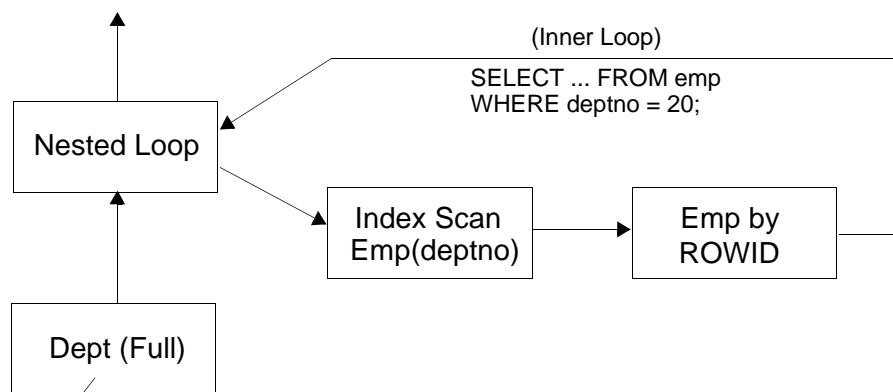 (Inner Loop)
SELECT ... FROM emp
WHERE deptno = 20;
Nested Loop
Index Scan
Emp(deptno)
Emp by
ROWID
Dept (Full)